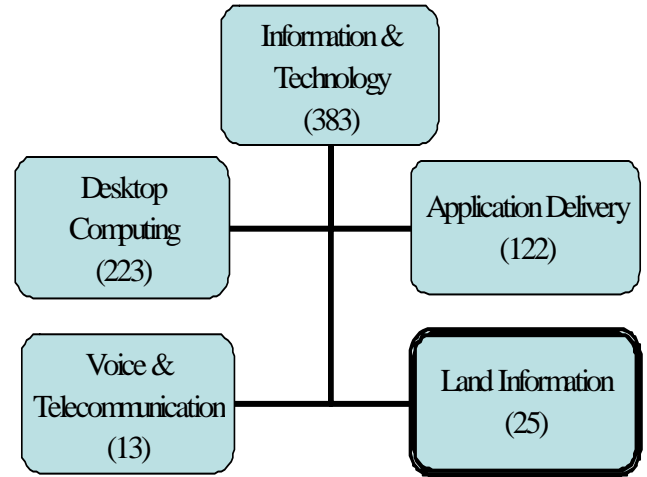 Information &
Technology
(383)
Desktop
Computing
(223)
Application Delivery
(122)
Voice &
Telecommunication
(13)
Land Information
(25)